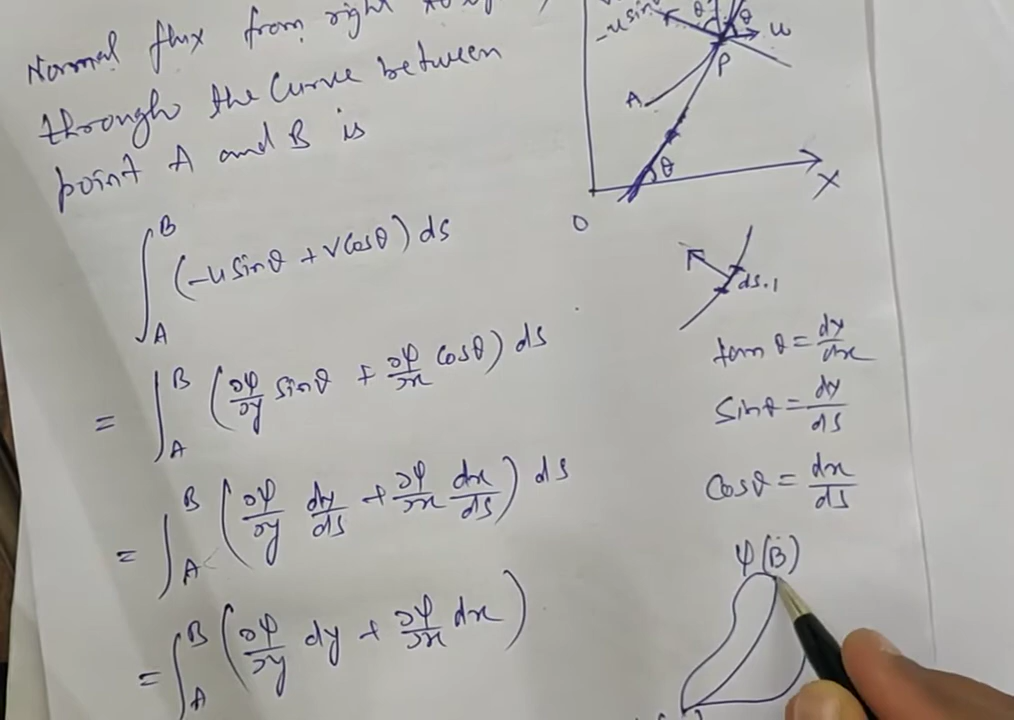 Normal flux from right
through the Curve between
point A and B is
∫_A^B (-u sinθ + v cosθ) ds
= ∫_A^B (∂ψ/∂y sinθ + ∂ψ/∂x cosθ) ds
= ∫_A^B (∂ψ/∂y dy/ds + ∂ψ/∂x dx/ds) ds
= ∫_A^B (∂ψ/∂y dy + ∂ψ/∂x dx)
-u sin
θ
θ
u
P
A
θ
X
O
ds.1
tanθ = dy/dx
sinθ = dy/ds
cosθ = dx/ds
ψ(B)